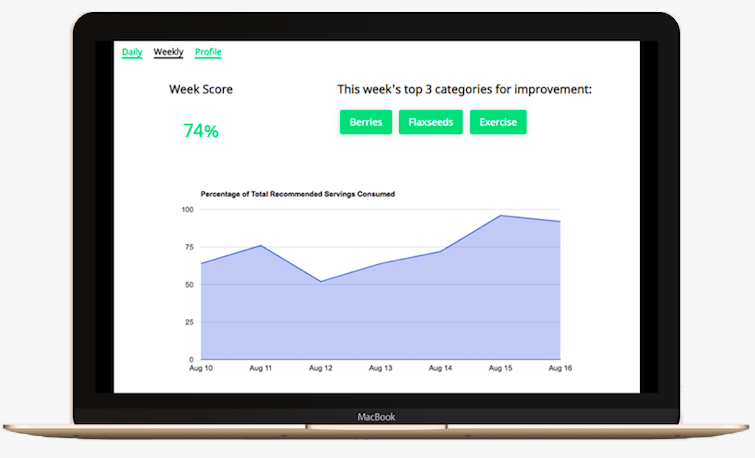 Daily Weekly Profile
Week Score
This week's top 3 categories for improvement:
74%
Berries Flaxseeds Exercise
Percentage of Total Recommended Servings Consumed
100
75
50
25
0
Aug 10 Aug 11 Aug 12 Aug 13 Aug 14 Aug 15 Aug 16
MacBook